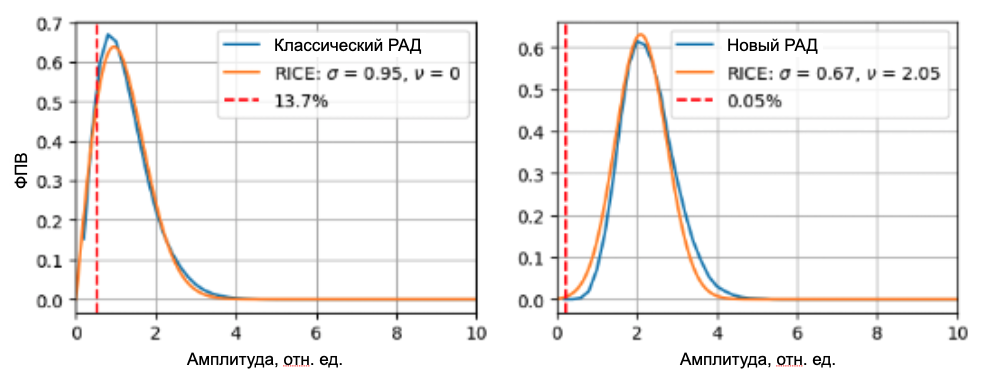 0.7
0.6
0.5
0.4
0.3
0.2
0.1
0.0
ФПВ
Классический РАД
RICE: σ = 0.95, ν = 0
13.7%
0 2 4 6 8 10
Амплитуда, отн. ед.
0.6
0.5
0.4
0.3
0.2
0.1
0.0
Новый РАД
RICE: σ = 0.67, ν = 2.05
0.05%
0 2 4 6 8 10
Амплитуда, отн. ед.